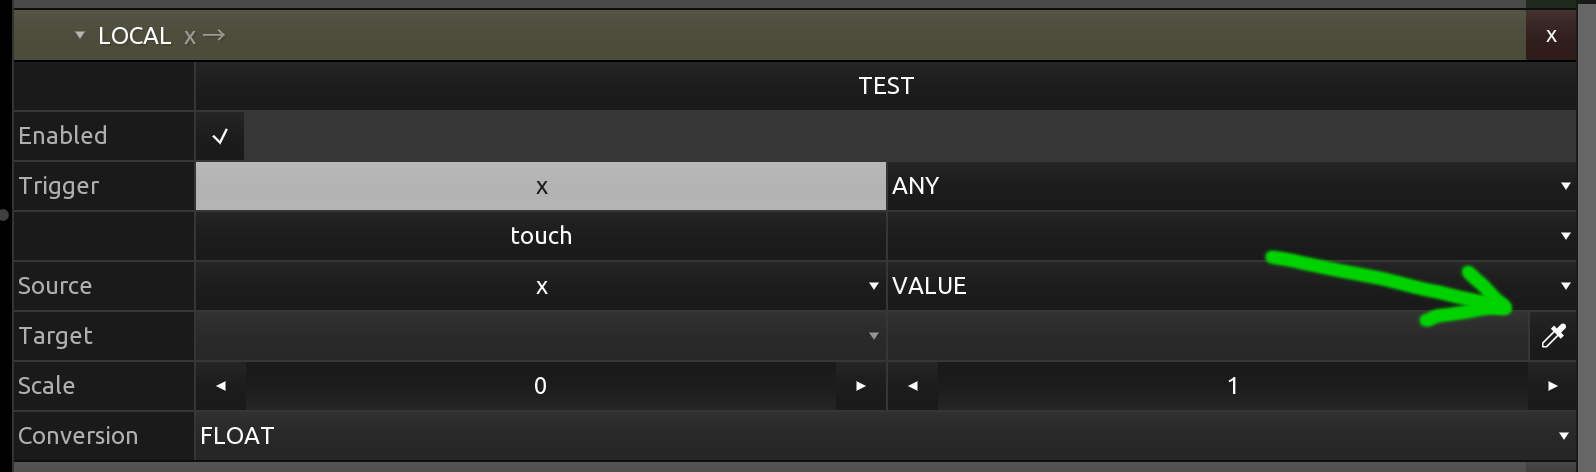 LOCAL x→ x
TEST
Enabled
Trigger x ANY
touch
Source x VALUE
Target
Scale 0 1
Conversion FLOAT